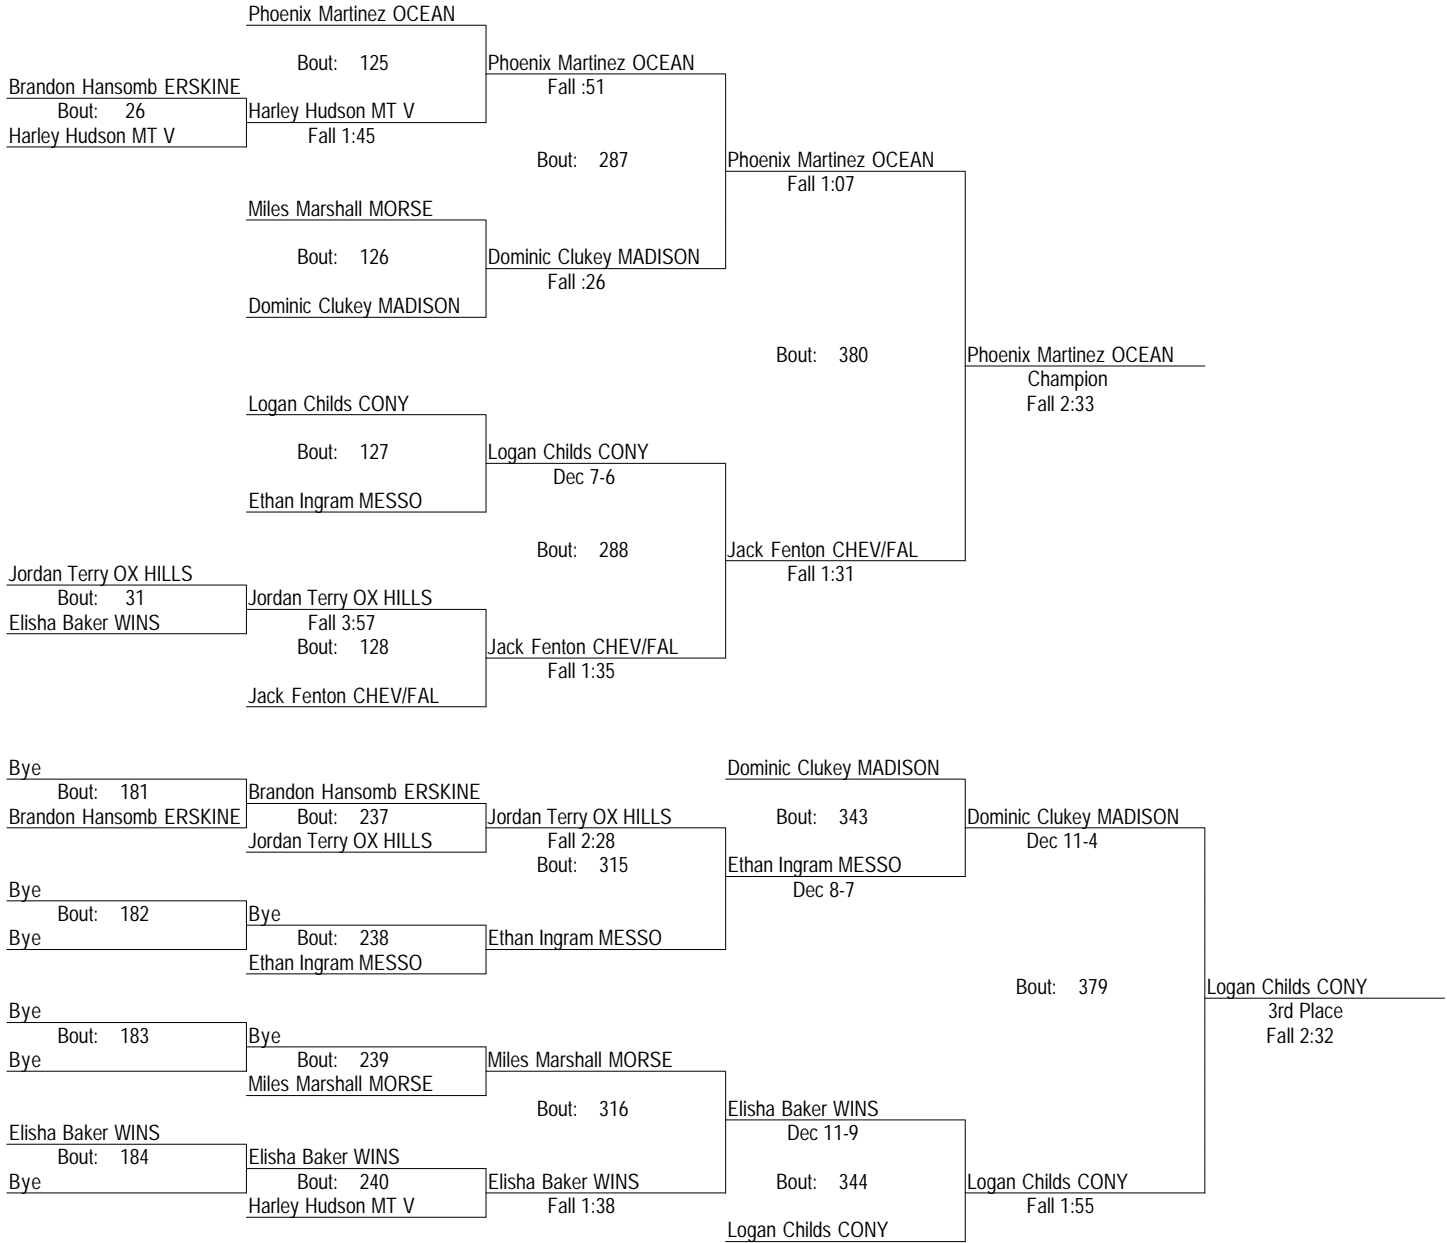 Phoenix Martinez OCEAN
Bout: 125
Phoenix Martinez OCEAN
Brandon Hansomb ERSKINE
Fall :51
Bout: 26
Harley Hudson MT V
Harley Hudson MT V
Fall 1:45
Bout: 287
Phoenix Martinez OCEAN
Fall 1:07
Miles Marshall MORSE
Bout: 126
Dominic Clukey MADISON
Fall :26
Dominic Clukey MADISON
Bout: 380
Phoenix Martinez OCEAN
Champion
Fall 2:33
Logan Childs CONY
Bout: 127
Logan Childs CONY
Dec 7-6
Ethan Ingram MESSO
Bout: 288
Jack Fenton CHEV/FAL
Fall 1:31
Jordan Terry OX HILLS
Bout: 31
Jordan Terry OX HILLS
Elisha Baker WINS
Fall 3:57
Bout: 128
Jack Fenton CHEV/FAL
Fall 1:35
Jack Fenton CHEV/FAL
Bye
Dominic Clukey MADISON
Bout: 181
Brandon Hansomb ERSKINE
Brandon Hansomb ERSKINE
Bout: 237
Jordan Terry OX HILLS
Bout: 343
Dominic Clukey MADISON
Jordan Terry OX HILLS
Fall 2:28
Dec 11-4
Bout: 315
Ethan Ingram MESSO
Bye
Dec 8-7
Bout: 182
Bye
Bye
Bout: 238
Ethan Ingram MESSO
Ethan Ingram MESSO
Bout: 379
Logan Childs CONY
Bye
3rd Place
Bout: 183
Bye
Fall 2:32
Bye
Bout: 239
Miles Marshall MORSE
Miles Marshall MORSE
Bout: 316
Elisha Baker WINS
Elisha Baker WINS
Dec 11-9
Bout: 184
Elisha Baker WINS
Bye
Bout: 240
Elisha Baker WINS
Bout: 344
Logan Childs CONY
Harley Hudson MT V
Fall 1:38
Fall 1:55
Logan Childs CONY